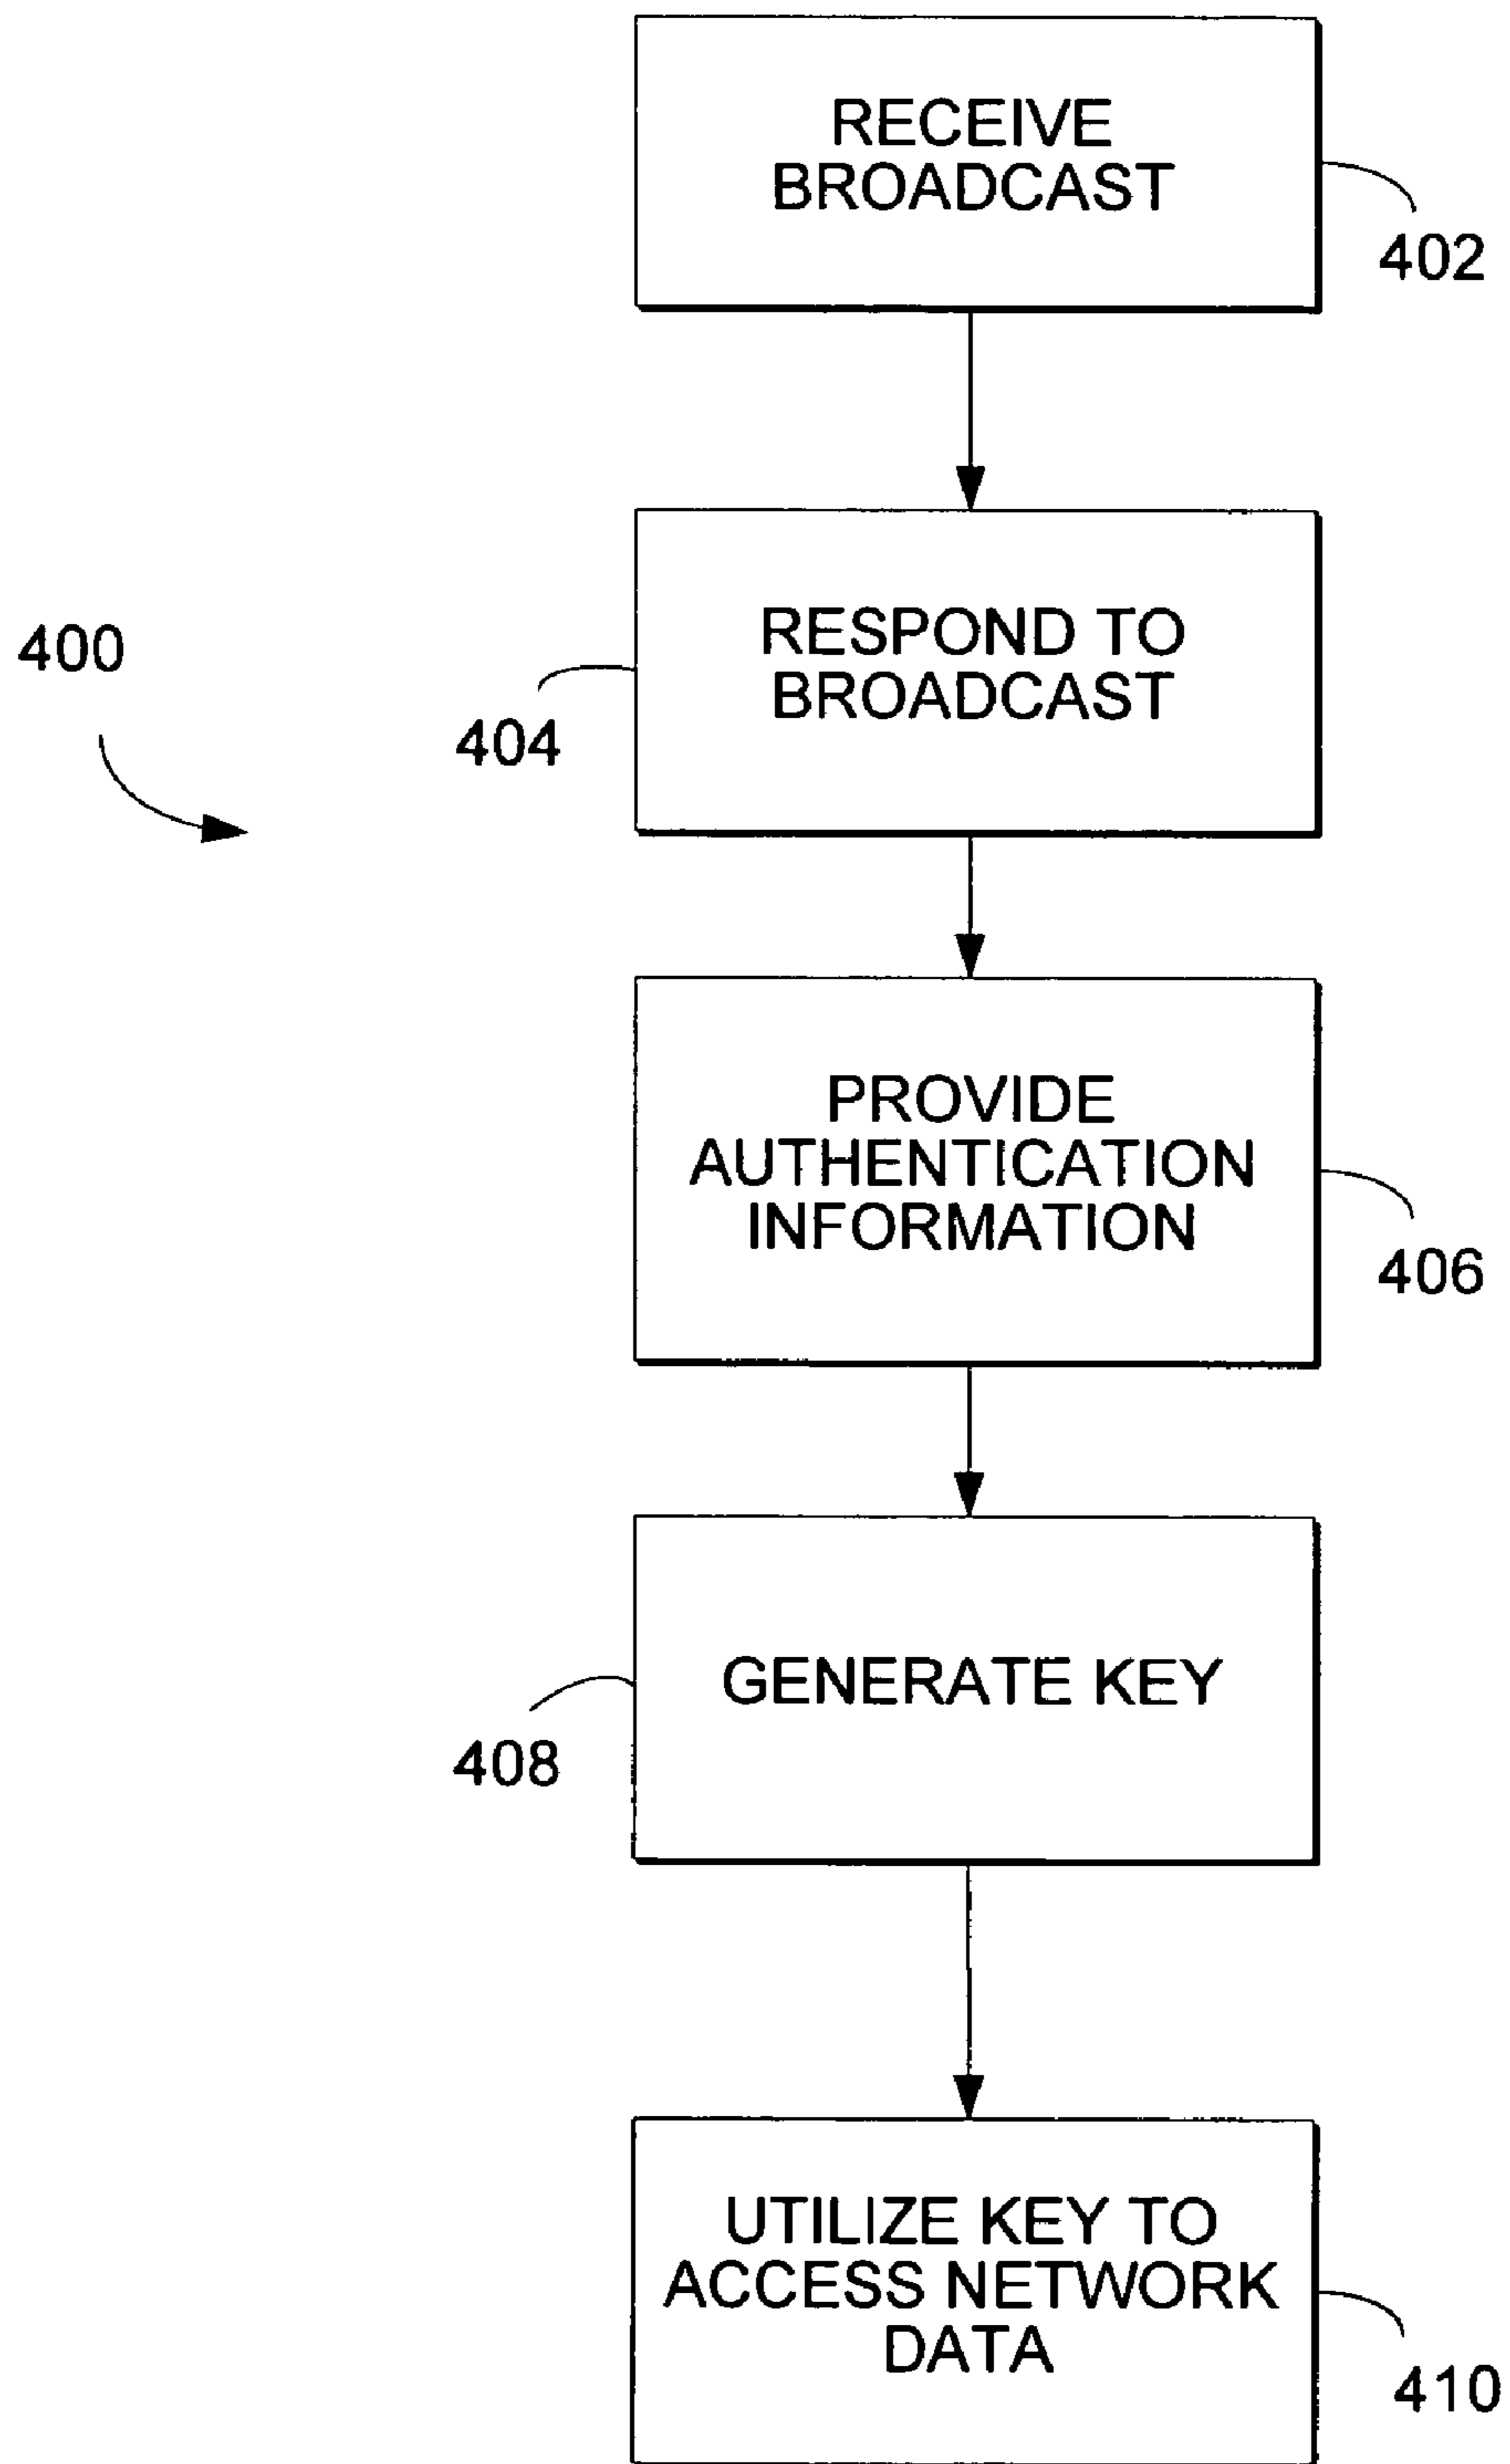 RECEIVE
BROADCAST
402
RESPOND TO
BROADCAST
400
404
PROVIDE
AUTHENTICATION
INFORMATION
406
GENERATE KEY
408
UTILIZE KEY TO
ACCESS NETWORK
DATA
410